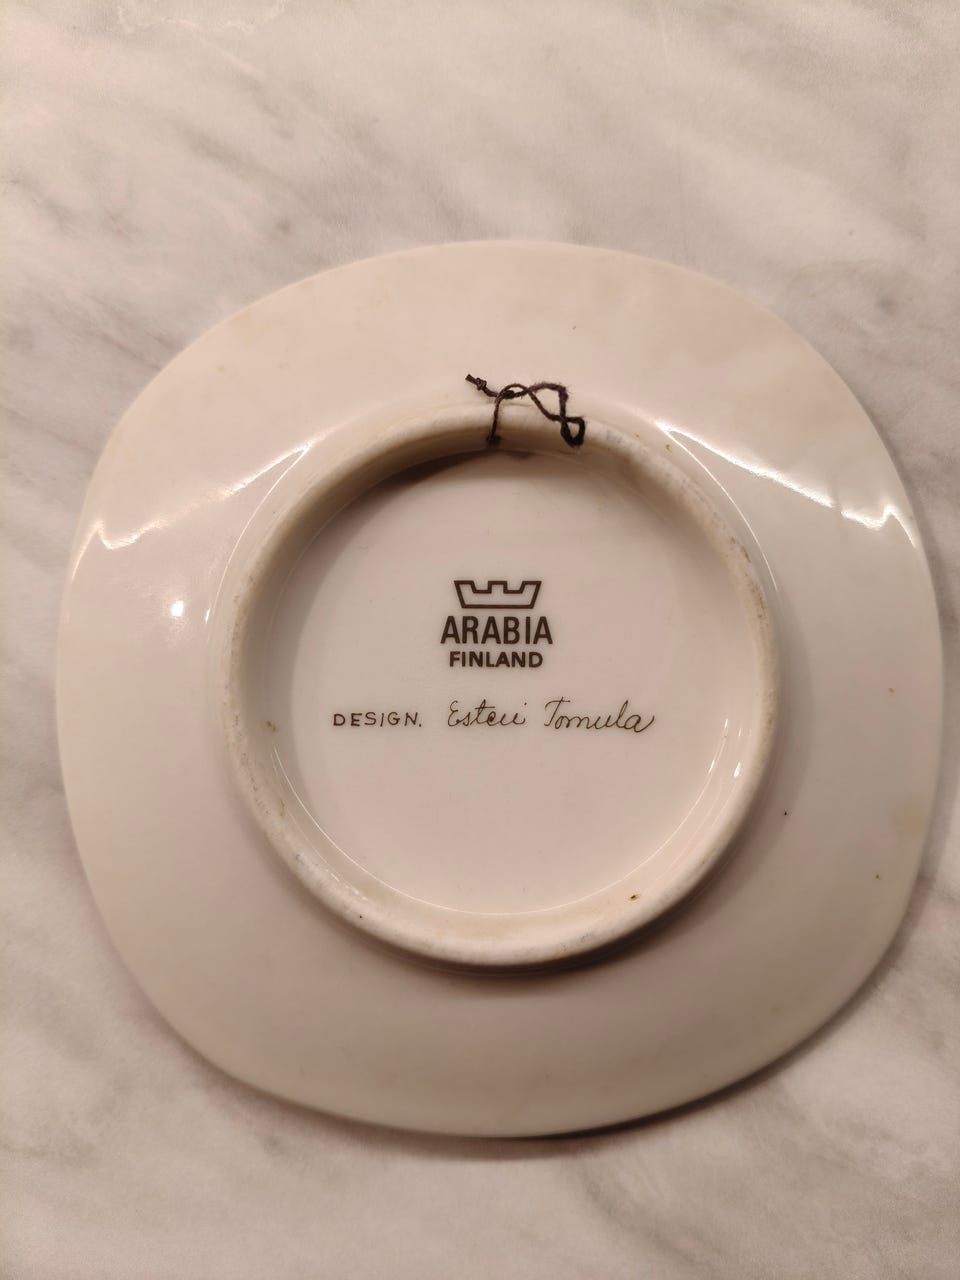 ARABIA
FINLAND
DESIGN. Esteri Tomula